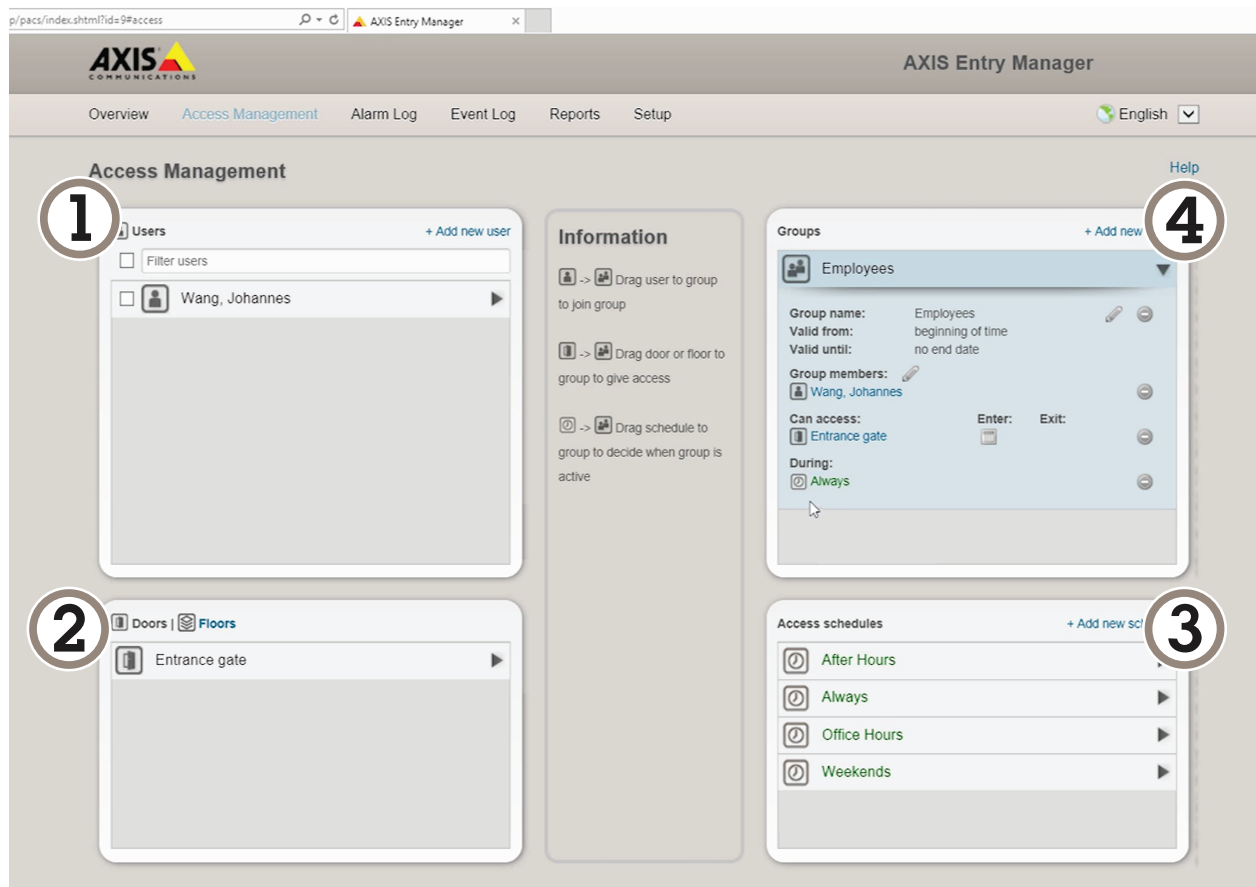 p/pacs/index.shtml?id=9#access
AXIS Entry Manager
AXIS
COMMUNICATIONS
AXIS Entry Manager
Overview Access Management Alarm Log Event Log Reports Setup
English
Access Management
Help
1
Users
+ Add new user
Filter users
Wang, Johannes
Information
-> Drag user to group
to join group
-> Drag door or floor to
group to give access
-> Drag schedule to
group to decide when group is
active
4
Groups
+ Add new
Employees
Group name: Employees
Valid from: beginning of time
Valid until: no end date
Group members:
Wang, Johannes
Can access: Enter: Exit:
Entrance gate
During:
Always
2
Doors | Floors
Entrance gate
3
Access schedules
+ Add new sc
After Hours
Always
Office Hours
Weekends